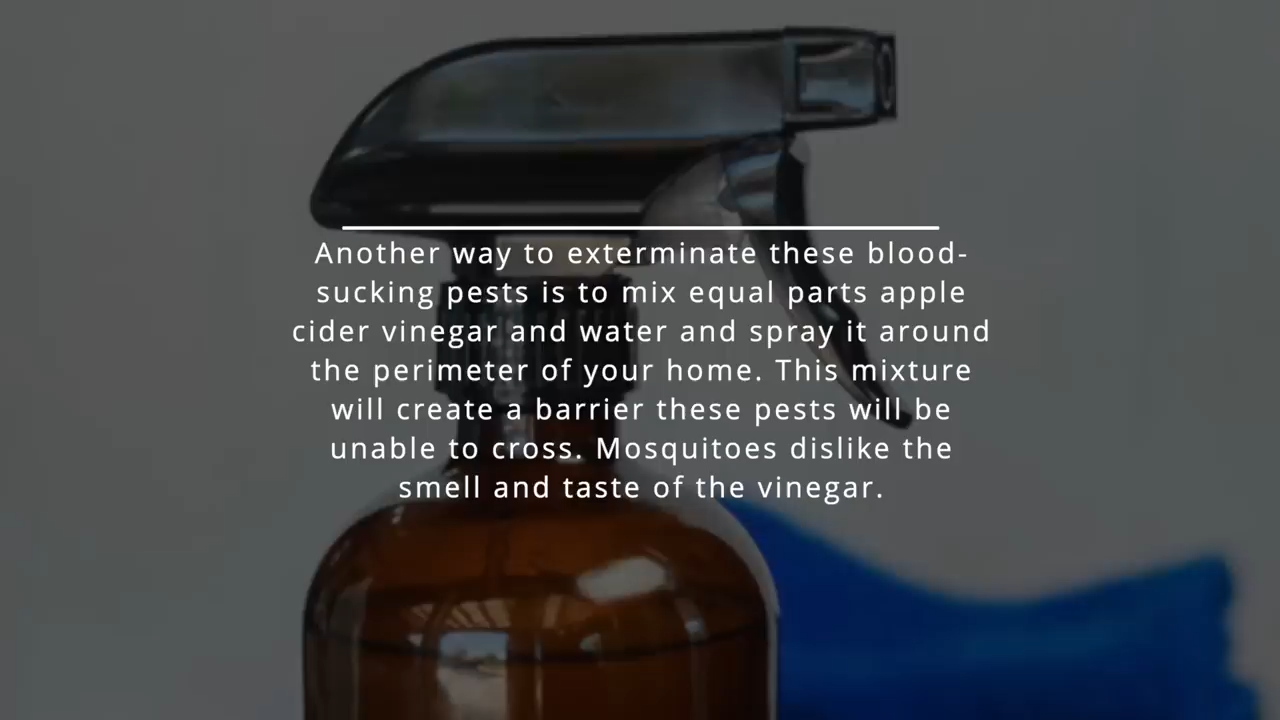 Another way to exterminate these blood-
sucking pests is to mix equal parts apple
cider vinegar and water and spray it around
the perimeter of your home. This mixture
will create a barrier these pests will be
unable to cross. Mosquitoes dislike the
smell and taste of the vinegar.